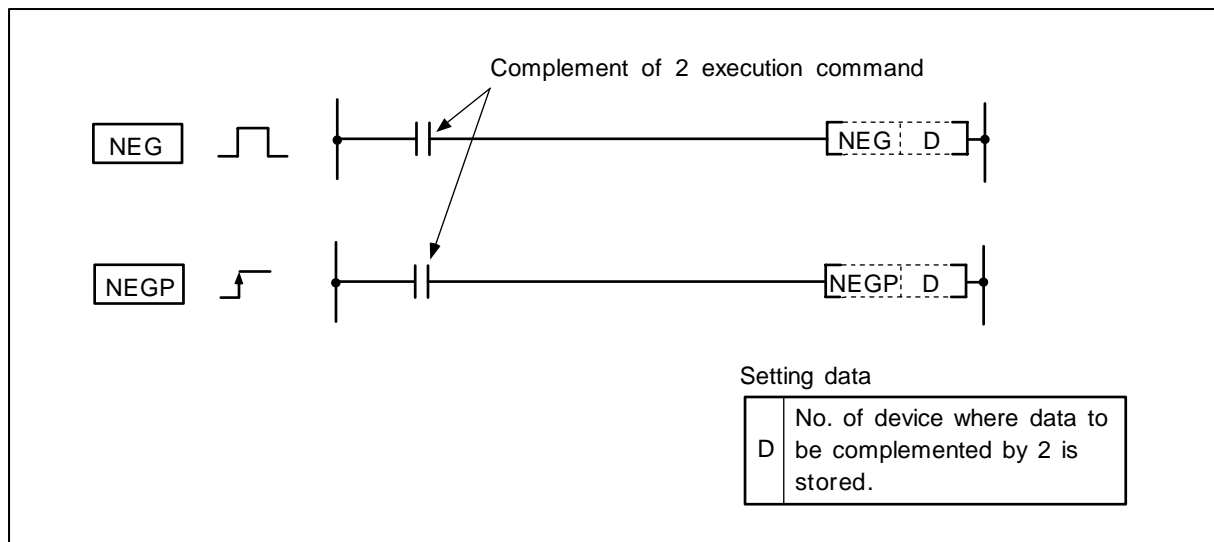 Complement of 2 execution command
NEG
NEG D
NEGP
NEGP D
Setting data
D
No. of device where data to
be complemented by 2 is
stored.